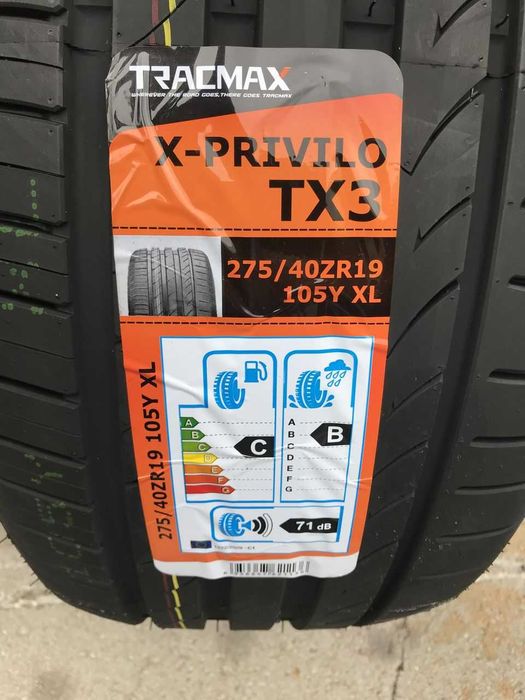 TRACMAX
WHEREVER THE ROAD GOES, THERE GOES TRACMAX
X-PRIVILO
TX3
275/40ZR19
105Y XL
275/40ZR19 105Y XL
A
B
C
D
E
F
G
C
A
B
C
D
E
F
G
B
71 dB